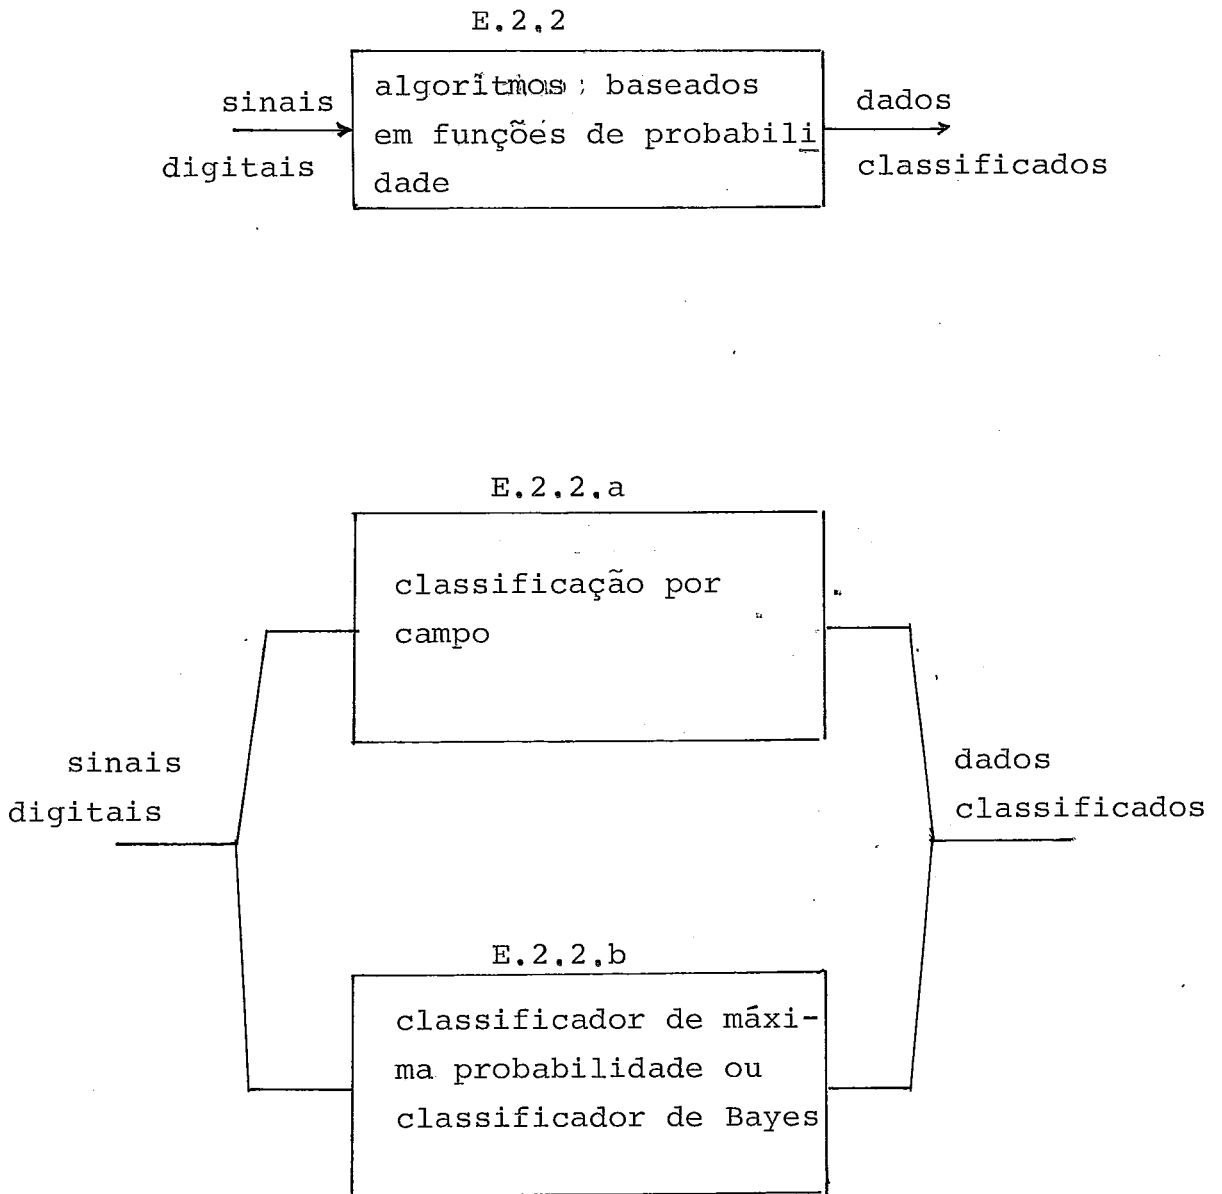 E.2.2
sinais
digitais
algorítmos ; baseados
em funções de probabili
dade
dados
classificados
E.2.2.a
classificação por
campo
sinais
digitais
dados
classificados
E.2.2.b
classificador de máxi-
ma probabilidade ou
classificador de Bayes